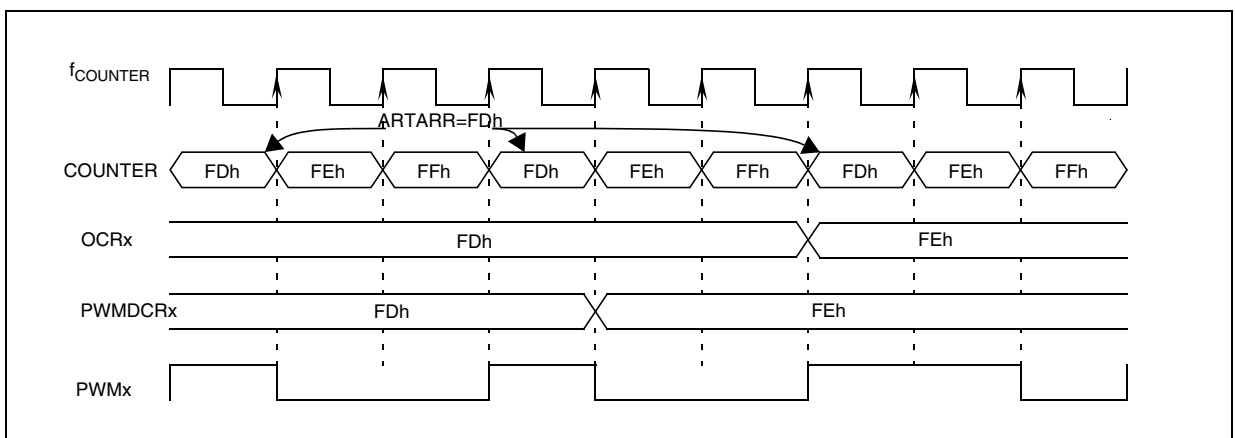 fCOUNTER
ARTARR=FDh
COUNTER FDh FEh FFh FDh FEh FFh FDh FEh FFh
OCRx FDh FEh
PWMDCRx FDh FEh
PWMx